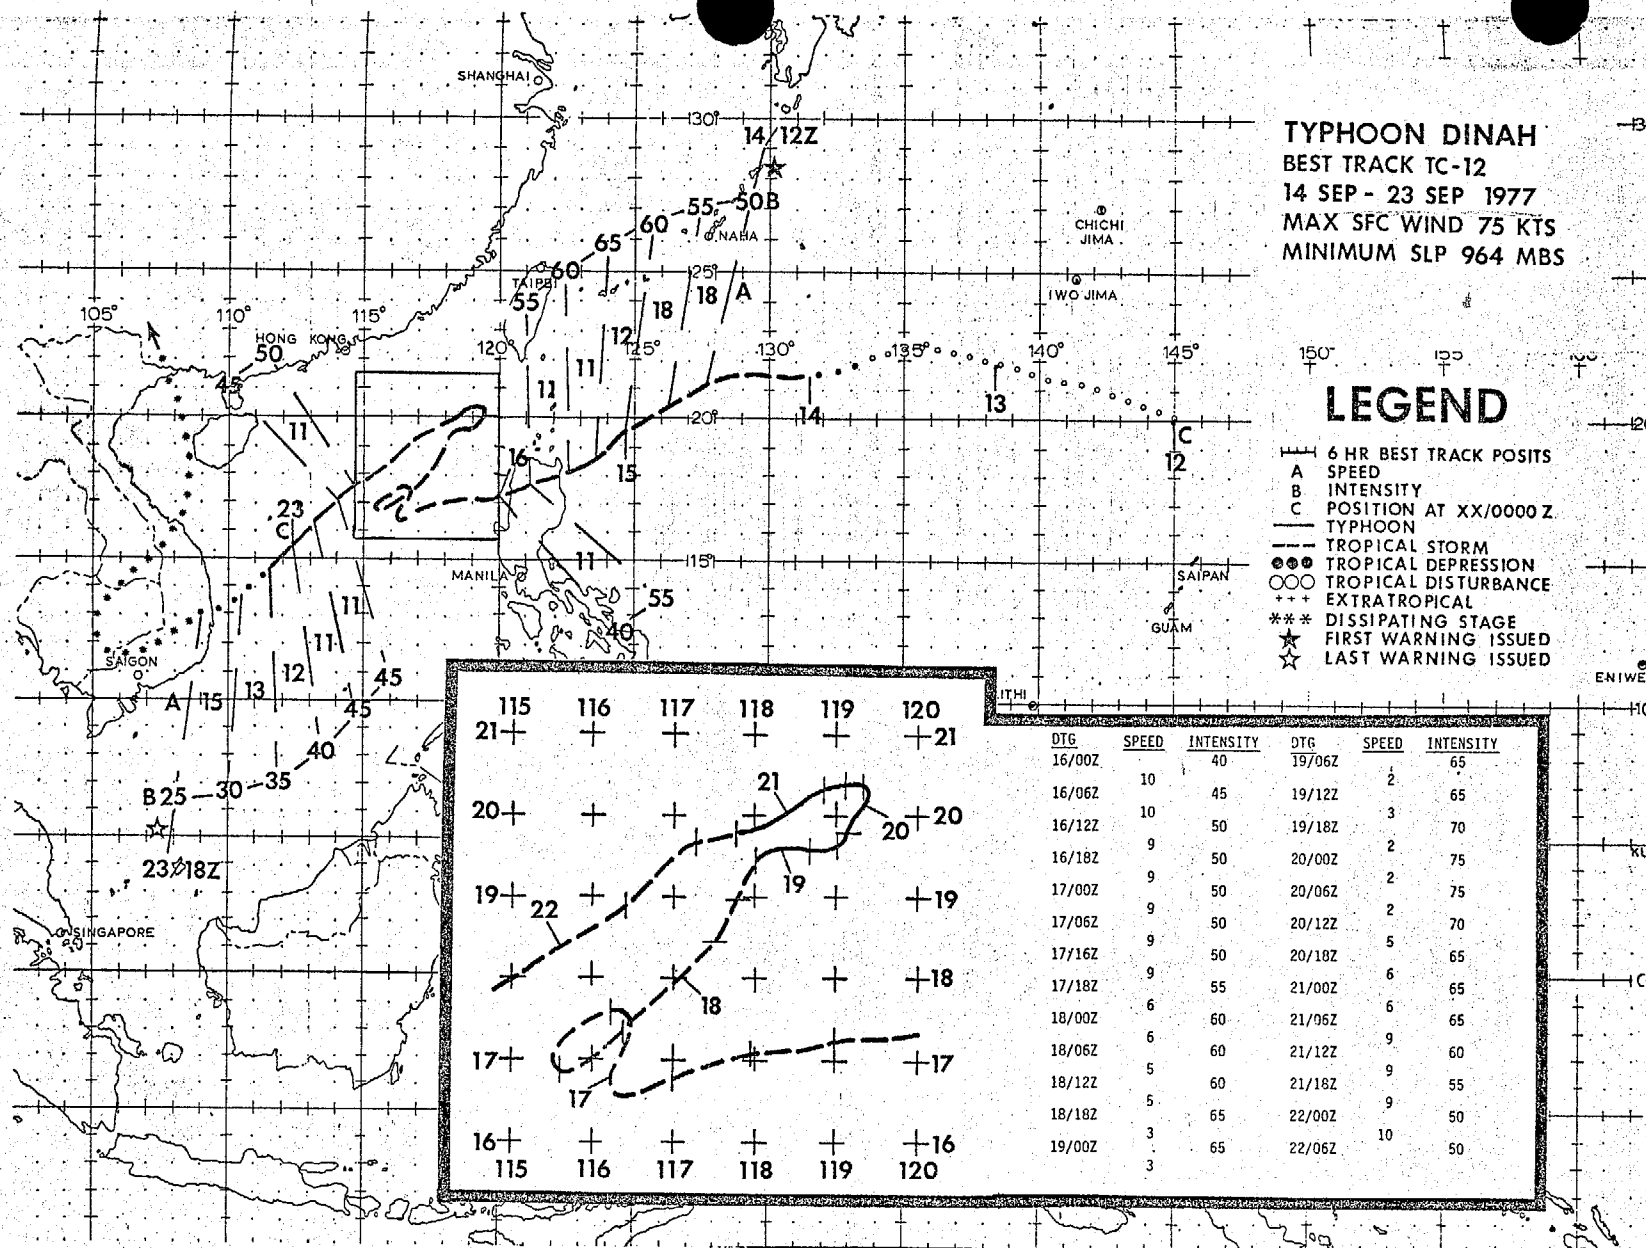 TYPHOON DINAH
BEST TRACK TC-12
14 SEP - 23 SEP 1977
MAX SFC WIND 75 KTS
MINIMUM SLP 964 MBS
LEGEND
6 HR BEST TRACK POSITS
A SPEED
B INTENSITY
C POSITION AT XX/0000 Z
TYPHOON
TROPICAL STORM
TROPICAL DEPRESSION
TROPICAL DISTURBANCE
+++ EXTRATROPICAL
*** DISSIPATING STAGE
FIRST WARNING ISSUED
LAST WARNING ISSUED
SHANGHAI
30°
14/12Z
50B
55
60
65
60
55
NAHA
CHICHI
JIMA
IWO JIMA
TAIPEI
25°
18
18
A
12
11
11
105°
110°
115°
120°
125°
130°
135°
140°
145°
150°
155
HONG KONG
50
45
20°
14
13
C
12
15
16
11
23
C
15°
11
MANILA
55
40
SAIPAN
GUAM
11
11
12
13
15
A
SAIGON
45
45
40
35
30
B 25
23/18Z
SINGAPORE
ENIWE
ITHI
115 116 117 118 119 120
21 21
20 20
19 19
18
17 17
16 16
115 116 117 118 119 120
21
20
19
22
18
17
DTG SPEED INTENSITY DTG SPEED INTENSITY
16/00Z 40 19/06Z 65
10 2
16/06Z 45 19/12Z 65
10 3
16/12Z 50 19/18Z 70
9 2
16/18Z 50 20/00Z 75
9 2
17/00Z 50 20/06Z 75
9 2
17/06Z 50 20/12Z 70
9 5
17/16Z 50 20/18Z 65
9 6
17/18Z 55 21/00Z 65
6 6
18/00Z 60 21/06Z 65
6 9
18/06Z 60 21/12Z 60
5 9
18/12Z 60 21/18Z 55
5 9
18/18Z 65 22/00Z 50
3 10
19/00Z 65 22/06Z 50
3